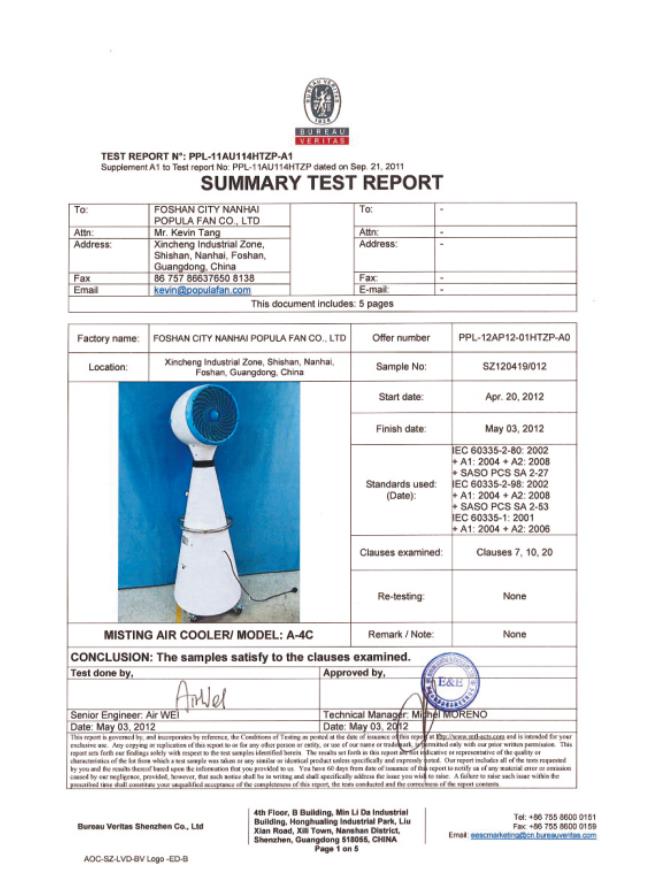 BUREAU VERITAS
1828
BUREAU
VERITAS
TEST REPORT N°: PPL-11AU114HTZP-A1
Supplement A1 to Test report No: PPL-11AU114HTZP dated on Sep. 21, 2011
SUMMARY TEST REPORT
To: FOSHAN CITY NANHAI POPULA FAN CO., LTD To: -
Attn: Mr. Kevin Tang Attn: -
Address: Xincheng Industrial Zone, Shishan, Nanhai, Foshan, Guangdong, China Address: -
Fax 86 757 86637650 8138 Fax: -
Email kevin@populafan.com E-mail: -
This document includes: 5 pages
Factory name: FOSHAN CITY NANHAI POPULA FAN CO., LTD Offer number PPL-12AP12-01HTZP-A0
Location: Xincheng Industrial Zone, Shishan, Nanhai, Foshan, Guangdong, China Sample No: SZ120419/012
Start date: Apr. 20, 2012
Finish date: May 03, 2012
Standards used: (Date):
IEC 60335-2-80: 2002
+ A1: 2004 + A2: 2008
+ SASO PCS SA 2-27
IEC 60335-2-98: 2002
+ A1: 2004 + A2: 2008
+ SASO PCS SA 2-53
IEC 60335-1: 2001
+ A1: 2004 + A2: 2006
Clauses examined: Clauses 7, 10, 20
Re-testing: None
MISTING AIR COOLER/ MODEL: A-4C Remark / Note: None
CONCLUSION: The samples satisfy to the clauses examined.
Test done by, Approved by,
Air Wei
E&E
Senior Engineer: Air WEI Technical Manager: Michel MORENO
Date: May 03, 2012 Date: May 03, 2012
This report is governed by, and incorporates by reference, the Conditions of Testing as posted at the date of issuance of this report at http://www.mtl-acts.com and is intended for your
exclusive use. Any copying or replication of this report to or for any other person or entity, or use of our name or trademark, is permitted only with our prior written permission. This
report sets forth our findings solely with respect to the test samples identified herein. The results set forth in this report are not indicative or representative of the quality or
characteristics of the lot from which a test sample was taken or any similar or identical product unless specifically and expressly noted. Our report includes all of the tests requested
by you and the results thereof based upon the information that you provided to us. You have 60 days from date of issuance of this report to notify us of any material error or omission
caused by our negligence, provided, however, that such notice shall be in writing and shall specifically address the issue you wish to raise. A failure to raise such issue within the
prescribed time shall constitute your unqualified acceptance of the completeness of this report, the tests conducted and the correctness of the report contents.
Bureau Veritas Shenzhen Co., Ltd
4th Floor, B Building, Min Li Da Industrial
Building, Honghualing Industrial Park, Liu
Xian Road, Xili Town, Nanshan District,
Shenzhen, Guangdong 518055, CHINA
Page 1 on 5
Tel: +86 755 8600 0151
Fax: +86 755 8600 0159
Email: eescmarketing@cn.bureauveritas.com
AOC-SZ-LVD-BV Logo -ED-B